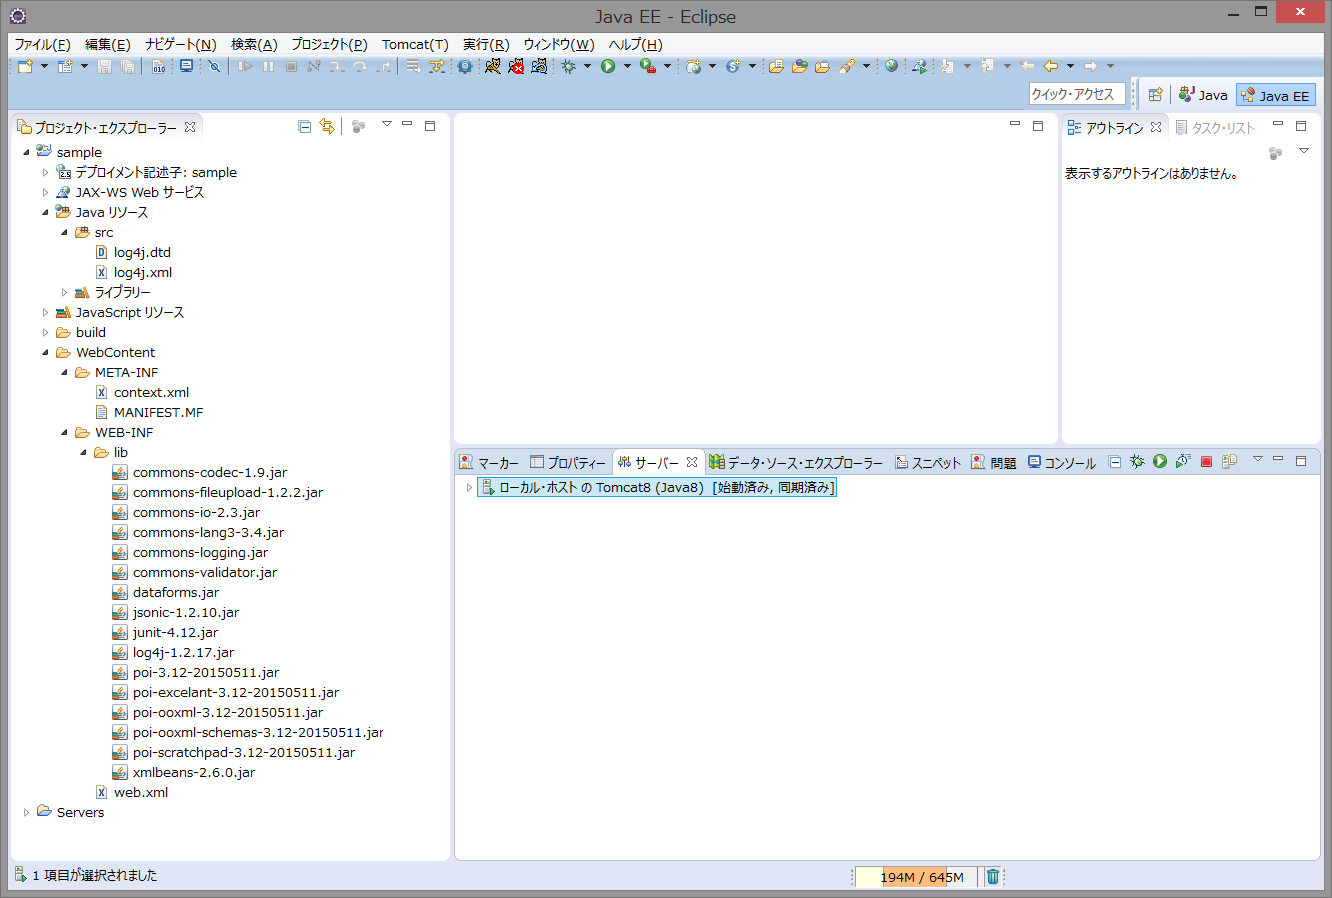 Java EE - Eclipse
ファイル(F) 編集(E) ナビゲート(N) 検索(A) プロジェクト(P) Tomcat(T) 実行(R) ウィンドウ(W) ヘルプ(H)
010
クイック・アクセス
Java
Java EE
プロジェクト・エクスプローラー
sample
デプロイメント記述子: sample
JAX-WS Web サービス
Java リソース
src
log4j.dtd
log4j.xml
ライブラリー
JavaScript リソース
build
WebContent
META-INF
context.xml
MANIFEST.MF
WEB-INF
lib
commons-codec-1.9.jar
commons-fileupload-1.2.2.jar
commons-io-2.3.jar
commons-lang3-3.4.jar
commons-logging.jar
commons-validator.jar
dataforms.jar
jsonic-1.2.10.jar
junit-4.12.jar
log4j-1.2.17.jar
poi-3.12-20150511.jar
poi-excelant-3.12-20150511.jar
poi-ooxml-3.12-20150511.jar
poi-ooxml-schemas-3.12-20150511.jar
poi-scratchpad-3.12-20150511.jar
xmlbeans-2.6.0.jar
web.xml
Servers
アウトライン タスク・リスト
表示するアウトラインはありません。
マーカー プロパティー サーバー データ・ソース・エクスプローラー スニペット 問題 コンソール
ローカル・ホスト の Tomcat8 (Java8) [始動済み, 同期済み]
1 項目が選択されました
194M / 645M